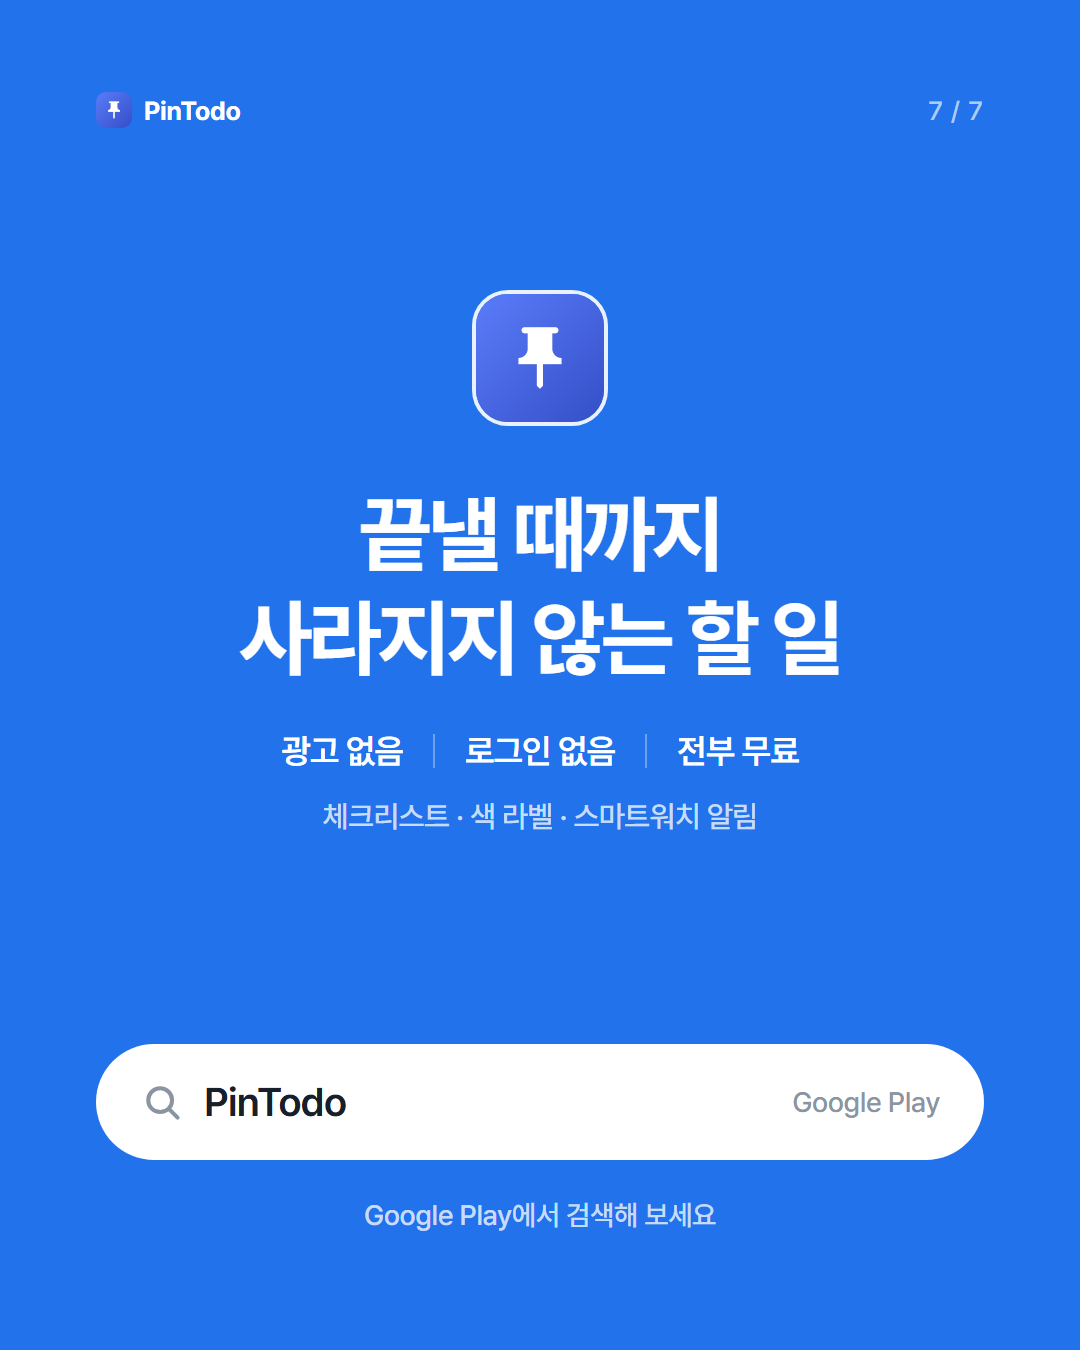 PinTodo
7 / 7
끝낼 때까지
사라지지 않는 할 일
광고 없음 | 로그인 없음 | 전부 무료
체크리스트 · 색 라벨 · 스마트워치 알림
PinTodo
Google Play
Google Play에서 검색해 보세요